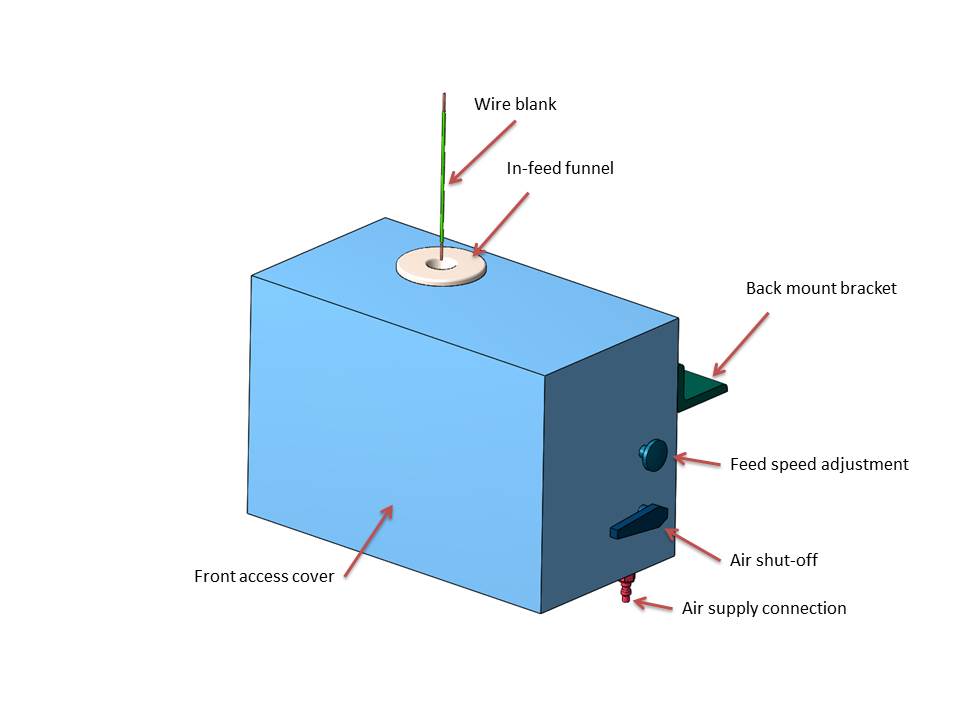 Wire blank
In-feed funnel
Back mount bracket
Feed speed adjustment
Air shut-off
Front access cover
Air supply connection